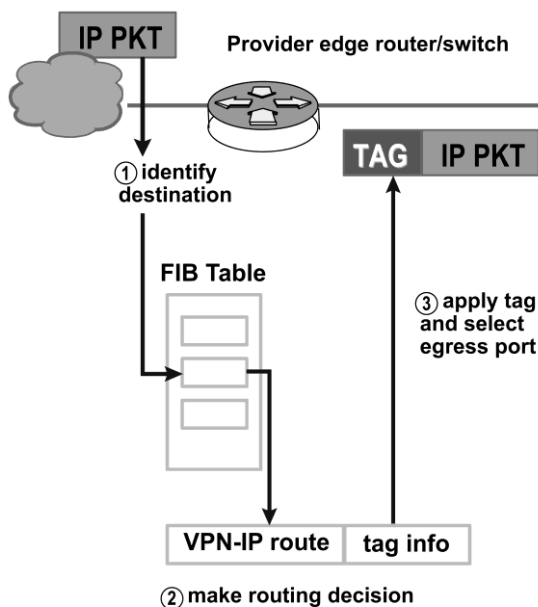 IP PKT
Provider edge router/switch
TAG IP PKT
① identify
destination
FIB Table
③ apply tag
and select
egress port
VPN-IP route tag info
② make routing decision